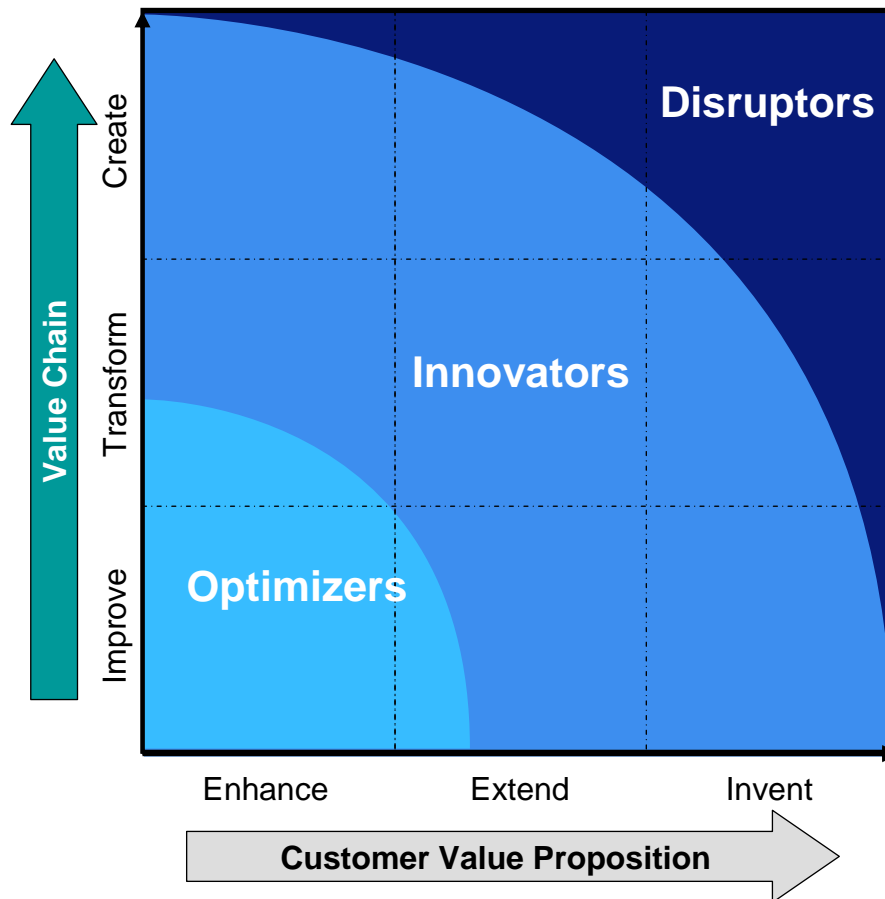 Disruptors
Create
Innovators
Transform
Value Chain
Optimizers
Improve
Enhance
Extend
Invent
Customer Value Proposition